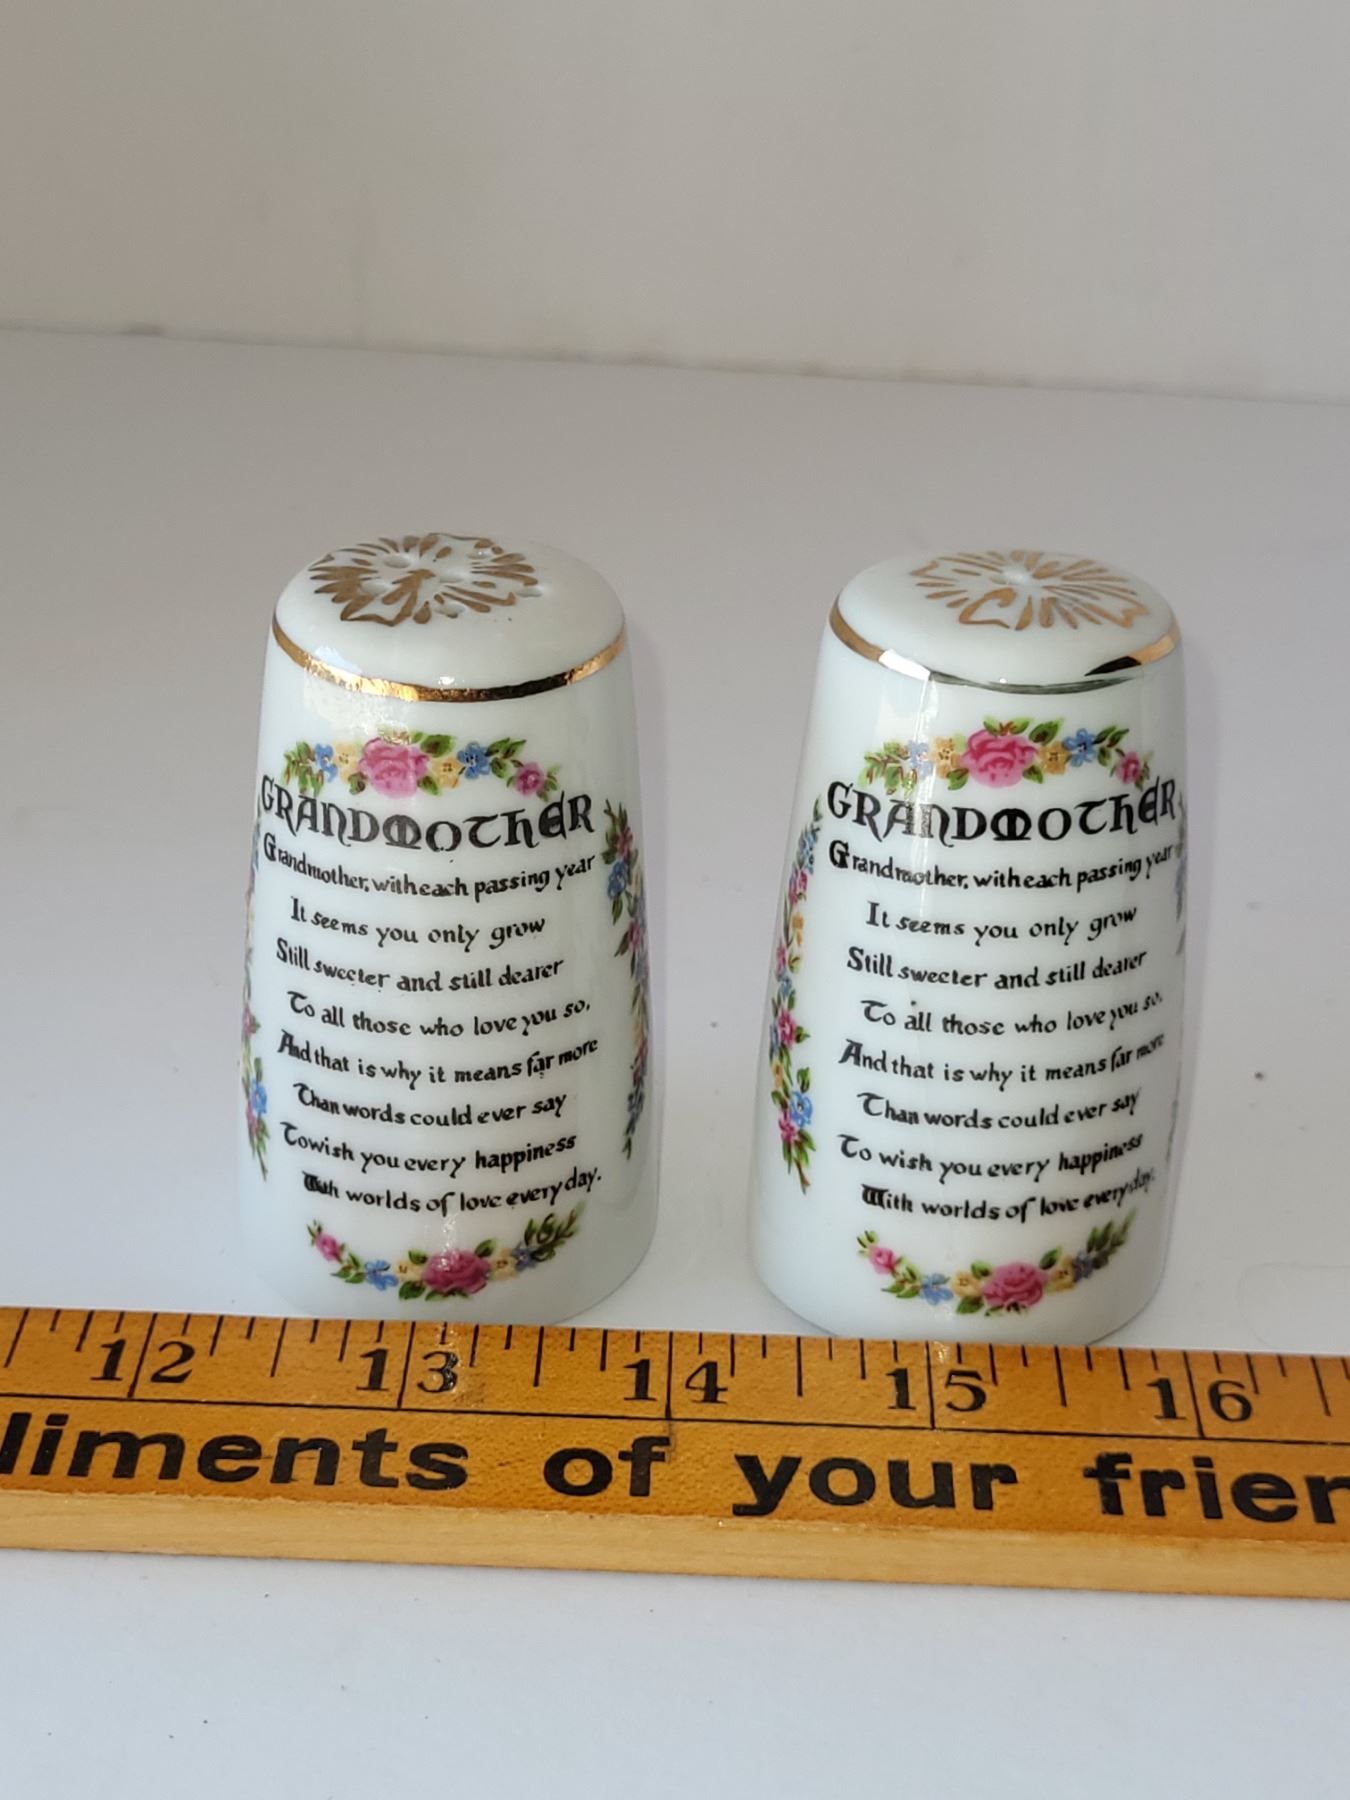 GRANDMOTHER
Grandmother, with each passing year
It seems you only grow
Still sweeter and still dearer
To all those who love you so.
And that is why it means far more
Than words could ever say
To wish you every happiness
With worlds of love every day.
GRANDMOTHER
Grandmother, with each passing year
It seems you only grow
Still sweeter and still dearer
To all those who love you so.
And that is why it means far more
Than words could ever say
To wish you every happiness
With worlds of love every day.
12 13 14 15 16
liments of your frien